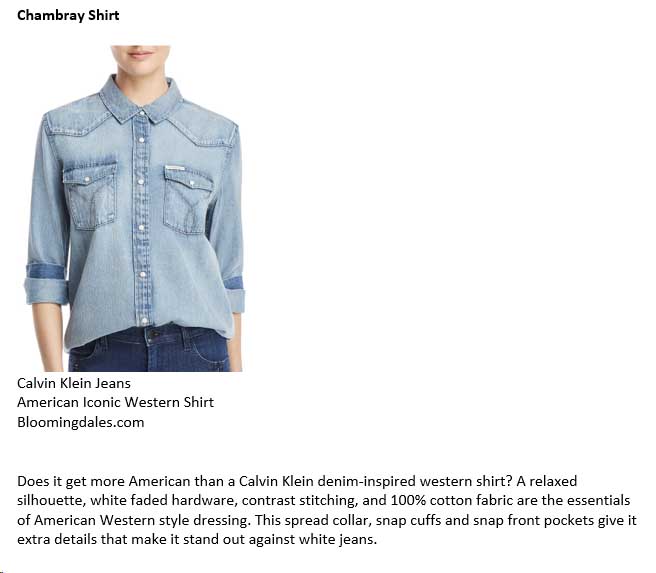 Chambray Shirt
Calvin Klein Jeans
American Iconic Western Shirt
Bloomingdales.com
Does it get more American than a Calvin Klein denim-inspired western shirt? A relaxed
silhouette, white faded hardware, contrast stitching, and 100% cotton fabric are the essentials
of American Western style dressing. This spread collar, snap cuffs and snap front pockets give it
extra details that make it stand out against white jeans.